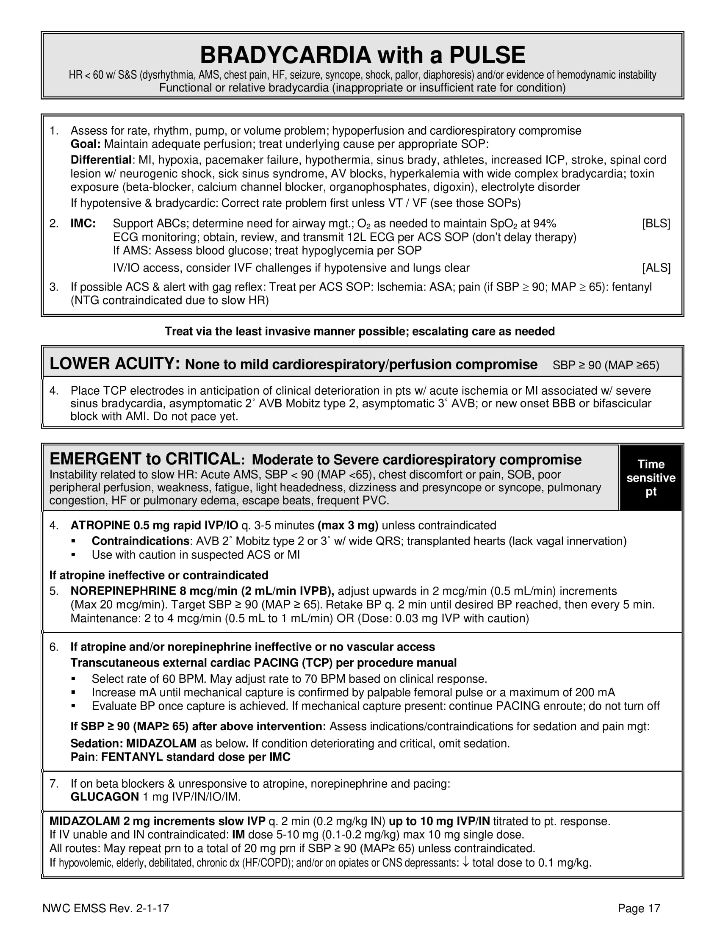 BRADYCARDIA with a PULSE
HR < 60 w/ S&S (dysrhythmia, AMS, chest pain, HF, seizure, syncope, shock, pallor, diaphoresis) and/or evidence of hemodynamic instability
Functional or relative bradycardia (inappropriate or insufficient rate for condition)
1. Assess for rate, rhythm, pump, or volume problem; hypoperfusion and cardiorespiratory compromise
Goal: Maintain adequate perfusion; treat underlying cause per appropriate SOP:
Differential: MI, hypoxia, pacemaker failure, hypothermia, sinus brady, athletes, increased ICP, stroke, spinal cord
lesion w/ neurogenic shock, sick sinus syndrome, AV blocks, hyperkalemia with wide complex bradycardia; toxin
exposure (beta-blocker, calcium channel blocker, organophosphates, digoxin), electrolyte disorder
If hypotensive & bradycardic: Correct rate problem first unless VT / VF (see those SOPs)
2. IMC: Support ABCs; determine need for airway mgt.; O₂ as needed to maintain SpO₂ at 94% [BLS]
ECG monitoring; obtain, review, and transmit 12L ECG per ACS SOP (don't delay therapy)
If AMS: Assess blood glucose; treat hypoglycemia per SOP
IV/IO access, consider IVF challenges if hypotensive and lungs clear [ALS]
3. If possible ACS & alert with gag reflex: Treat per ACS SOP: Ischemia: ASA; pain (if SBP ≥ 90; MAP ≥ 65): fentanyl
(NTG contraindicated due to slow HR)
Treat via the least invasive manner possible; escalating care as needed
LOWER ACUITY: None to mild cardiorespiratory/perfusion compromise SBP ≥ 90 (MAP ≥65)
4. Place TCP electrodes in anticipation of clinical deterioration in pts w/ acute ischemia or MI associated w/ severe
sinus bradycardia, asymptomatic 2˚ AVB Mobitz type 2, asymptomatic 3˚ AVB; or new onset BBB or bifascicular
block with AMI. Do not pace yet.
EMERGENT to CRITICAL: Moderate to Severe cardiorespiratory compromise
Instability related to slow HR: Acute AMS, SBP < 90 (MAP <65), chest discomfort or pain, SOB, poor
peripheral perfusion, weakness, fatigue, light headedness, dizziness and presyncope or syncope, pulmonary
congestion, HF or pulmonary edema, escape beats, frequent PVC.
Time
sensitive
pt
4. ATROPINE 0.5 mg rapid IVP/IO q. 3-5 minutes (max 3 mg) unless contraindicated
▪ Contraindications: AVB 2˚ Mobitz type 2 or 3˚ w/ wide QRS; transplanted hearts (lack vagal innervation)
▪ Use with caution in suspected ACS or MI
If atropine ineffective or contraindicated
5. NOREPINEPHRINE 8 mcg/min (2 mL/min IVPB), adjust upwards in 2 mcg/min (0.5 mL/min) increments
(Max 20 mcg/min). Target SBP ≥ 90 (MAP ≥ 65). Retake BP q. 2 min until desired BP reached, then every 5 min.
Maintenance: 2 to 4 mcg/min (0.5 mL to 1 mL/min) OR (Dose: 0.03 mg IVP with caution)
6. If atropine and/or norepinephrine ineffective or no vascular access
Transcutaneous external cardiac PACING (TCP) per procedure manual
▪ Select rate of 60 BPM. May adjust rate to 70 BPM based on clinical response.
▪ Increase mA until mechanical capture is confirmed by palpable femoral pulse or a maximum of 200 mA
▪ Evaluate BP once capture is achieved. If mechanical capture present: continue PACING enroute; do not turn off
If SBP ≥ 90 (MAP≥ 65) after above intervention: Assess indications/contraindications for sedation and pain mgt:
Sedation: MIDAZOLAM as below. If condition deteriorating and critical, omit sedation.
Pain: FENTANYL standard dose per IMC
7. If on beta blockers & unresponsive to atropine, norepinephrine and pacing:
GLUCAGON 1 mg IVP/IN/IO/IM.
MIDAZOLAM 2 mg increments slow IVP q. 2 min (0.2 mg/kg IN) up to 10 mg IVP/IN titrated to pt. response.
If IV unable and IN contraindicated: IM dose 5-10 mg (0.1-0.2 mg/kg) max 10 mg single dose.
All routes: May repeat prn to a total of 20 mg prn if SBP ≥ 90 (MAP≥ 65) unless contraindicated.
If hypovolemic, elderly, debilitated, chronic dx (HF/COPD); and/or on opiates or CNS depressants: ↓ total dose to 0.1 mg/kg.
NWC EMSS Rev. 2-1-17 Page 17